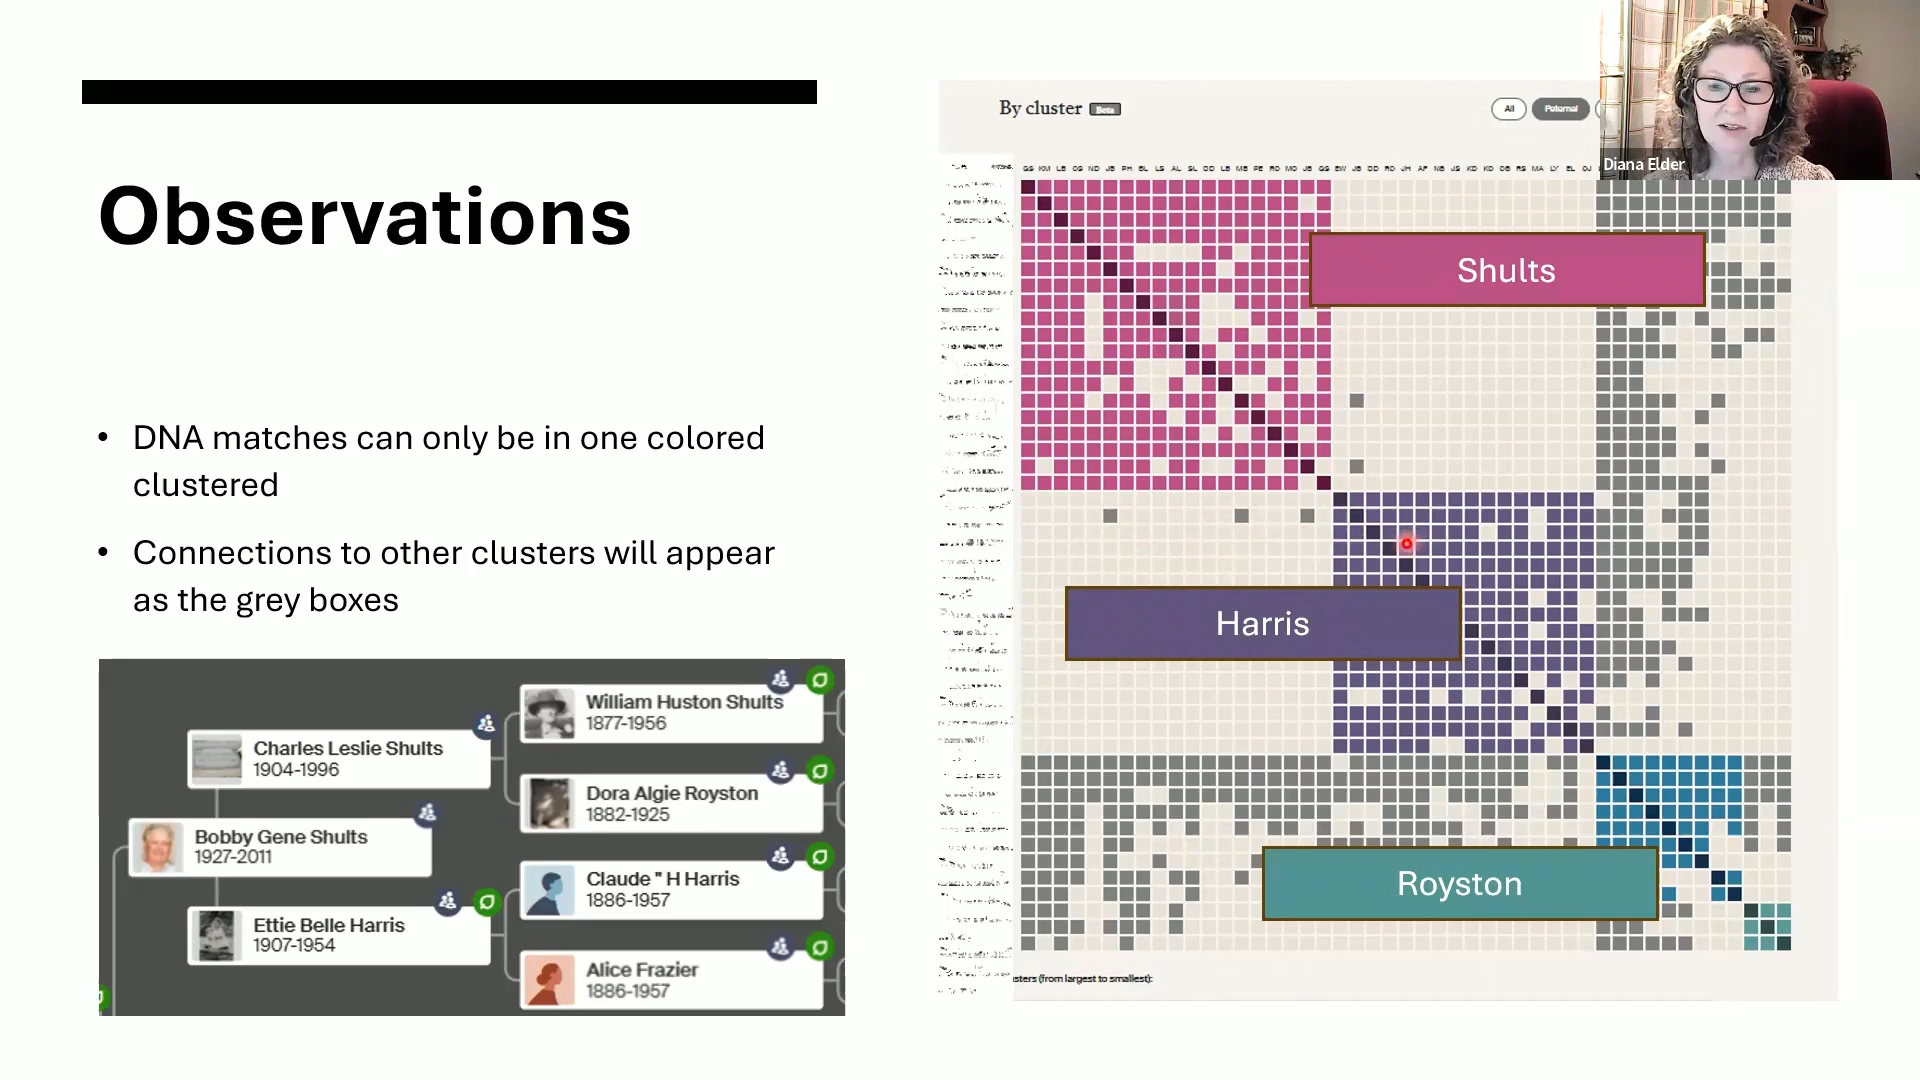 Observations
• DNA matches can only be in one colored
clustered
• Connections to other clusters will appear
as the grey boxes
Charles Leslie Shults
1904-1996
Bobby Gene Shults
1927-2011
Ettie Belle Harris
1907-1954
William Huston Shults
1877-1956
Dora Algie Royston
1882-1925
Claude " H Harris
1886-1957
Alice Frazier
1886-1957
By cluster Beta
All Paternal
Shults
Harris
Royston
sters (from largest to smallest):
Diana Elder